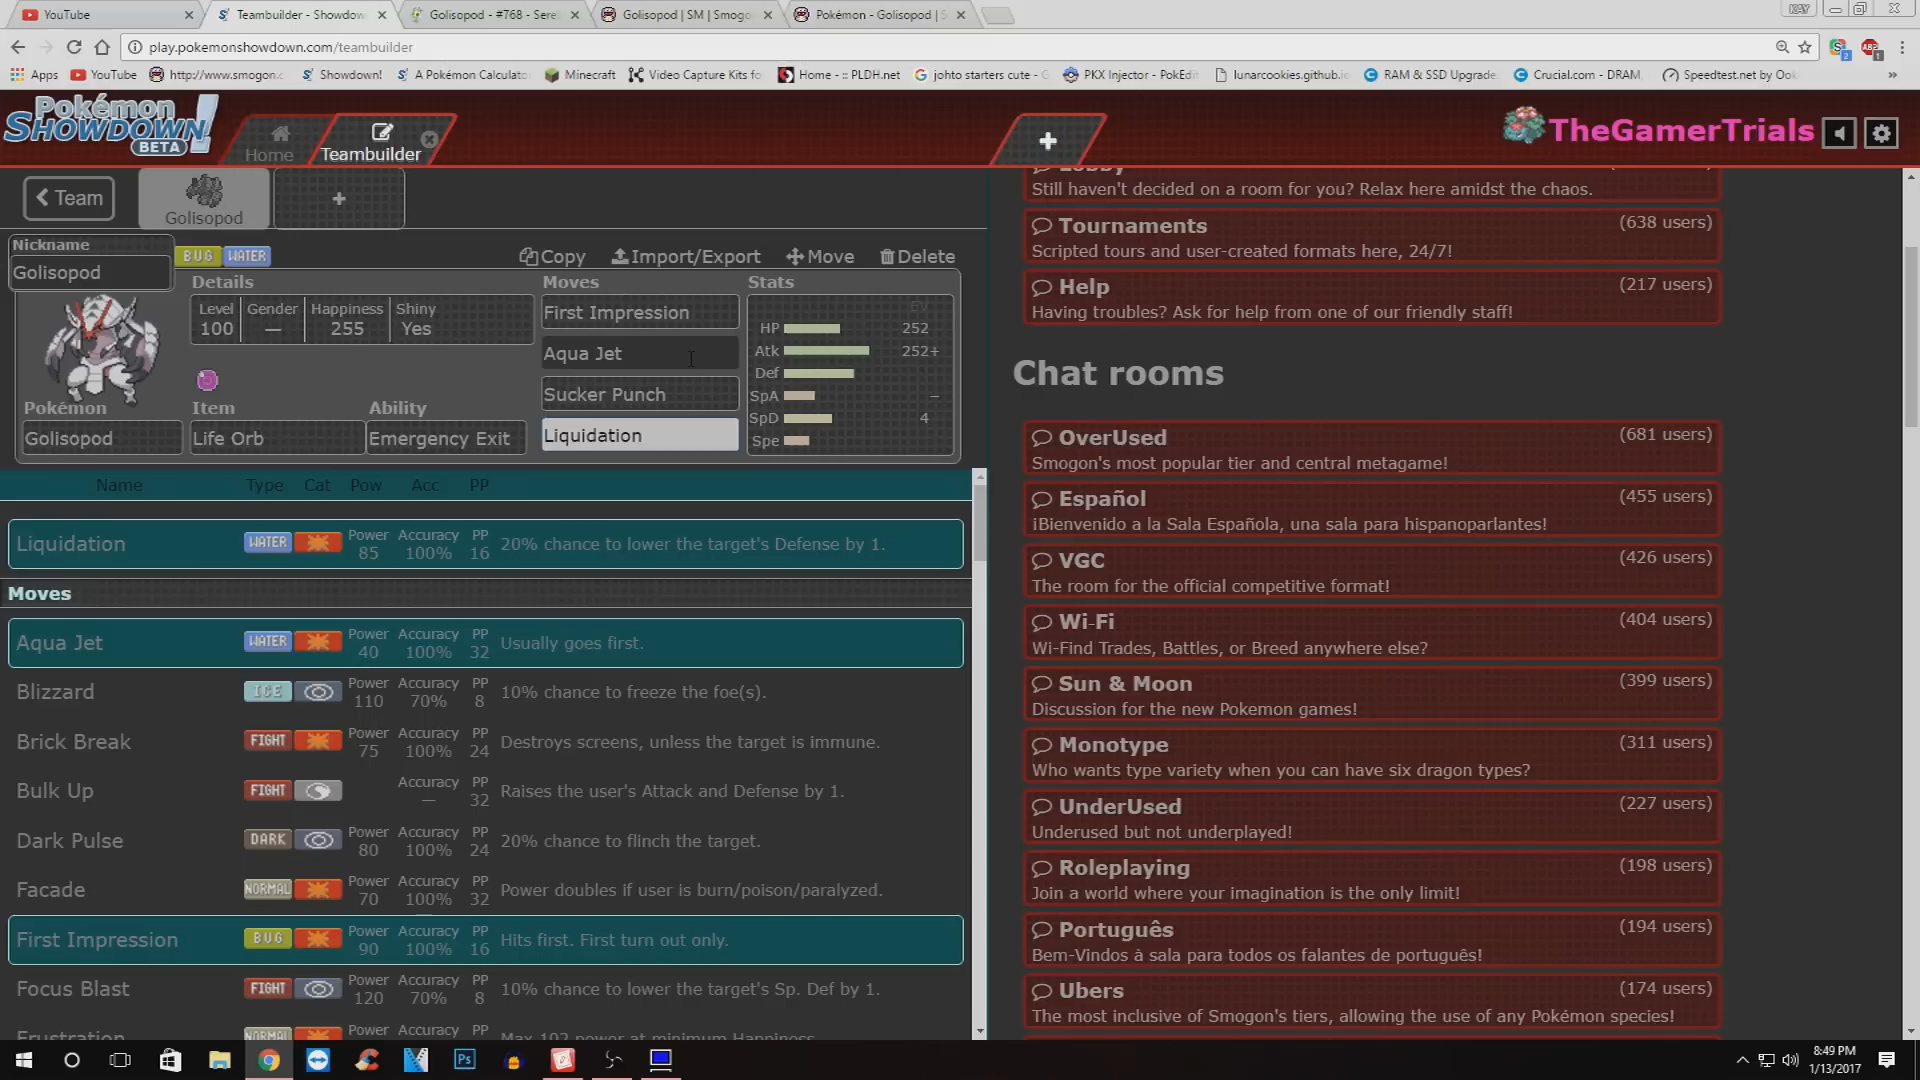 YouTube
Teambuilder - Showdow
Golisopod - #768 - Sere
Golisopod | SM | Smogo
Pokémon - Golisopod | S
KAY
play.pokemonshowdown.com/teambuilder
Apps
YouTube
http://www.smogon.c
Showdown!
A Pokémon Calculato
Minecraft
Video Capture Kits fo
Home - :: PLDH.net
johto starters cute - G
PKX Injector - PokEdit
lunarcookies.github.io
RAM & SSD Upgrade
Crucial.com - DRAM,
Speedtest.net by Ook
Pokémon
SHOWDOWN!
BETA
Home
Teambuilder
TheGamerTrials
Team
Golisopod
Nickname
Golisopod
BUG WATER
Copy
Import/Export
Move
Delete
Details
Level Gender Happiness Shiny
100 — 255 Yes
Pokémon
Golisopod
Item
Life Orb
Ability
Emergency Exit
Moves
First Impression
Aqua Jet
Sucker Punch
Liquidation
Stats
EV
HP 252
Atk 252+
Def
SpA –
SpD 4
Spe
Name Type Cat Pow Acc PP
Liquidation WATER Power 85 Accuracy 100% PP 16 20% chance to lower the target's Defense by 1.
Moves
Aqua Jet WATER Power 40 Accuracy 100% PP 32 Usually goes first.
Blizzard ICE Power 110 Accuracy 70% PP 8 10% chance to freeze the foe(s).
Brick Break FIGHT Power 75 Accuracy 100% PP 24 Destroys screens, unless the target is immune.
Bulk Up FIGHT Accuracy — PP 32 Raises the user's Attack and Defense by 1.
Dark Pulse DARK Power 80 Accuracy 100% PP 24 20% chance to flinch the target.
Facade NORMAL Power 70 Accuracy 100% PP 32 Power doubles if user is burn/poison/paralyzed.
First Impression BUG Power 90 Accuracy 100% PP 16 Hits first. First turn out only.
Focus Blast FIGHT Power 120 Accuracy 70% PP 8 10% chance to lower the target's Sp. Def by 1.
Frustration NORMAL Power Accuracy PP Max 102 power at minimum Happiness.
Lobby
Still haven't decided on a room for you? Relax here amidst the chaos.
Tournaments (638 users)
Scripted tours and user-created formats here, 24/7!
Help (217 users)
Having troubles? Ask for help from one of our friendly staff!
Chat rooms
OverUsed (681 users)
Smogon's most popular tier and central metagame!
Español (455 users)
¡Bienvenido a la Sala Española, una sala para hispanoparlantes!
VGC (426 users)
The room for the official competitive format!
Wi-Fi (404 users)
Wi-Find Trades, Battles, or Breed anywhere else?
Sun & Moon (399 users)
Discussion for the new Pokemon games!
Monotype (311 users)
Who wants type variety when you can have six dragon types?
UnderUsed (227 users)
Underused but not underplayed!
Roleplaying (198 users)
Join a world where your imagination is the only limit!
Português (194 users)
Bem-Vindos à sala para todos os falantes de português!
Ubers (174 users)
The most inclusive of Smogon's tiers, allowing the use of any Pokémon species!
8:49 PM
1/13/2017